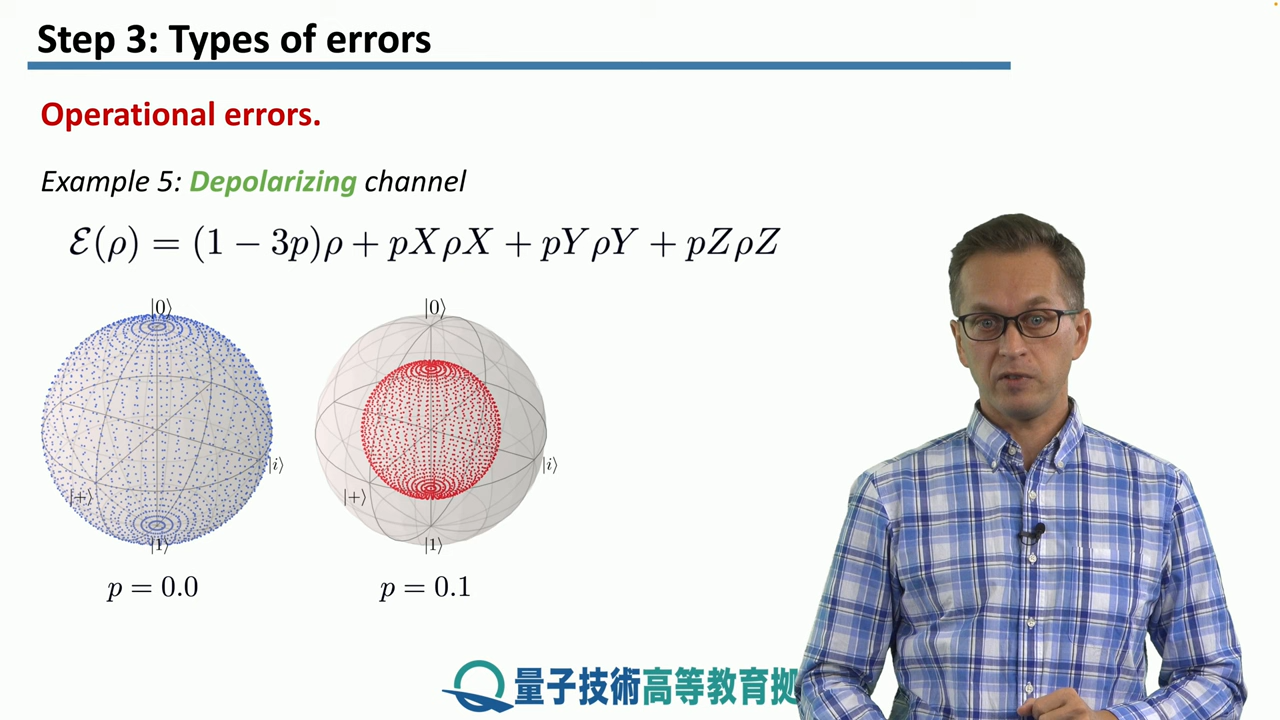 Step 3: Types of errors
Operational errors.
Example 5: Depolarizing channel
ℰ(ρ) = (1 − 3p)ρ + pXρX + pYρY + pZρZ
|0⟩ |0⟩
|i⟩ |i⟩
|+⟩ |+⟩
|1⟩ |1⟩
p = 0.0 p = 0.1
量子技術高等教育拠